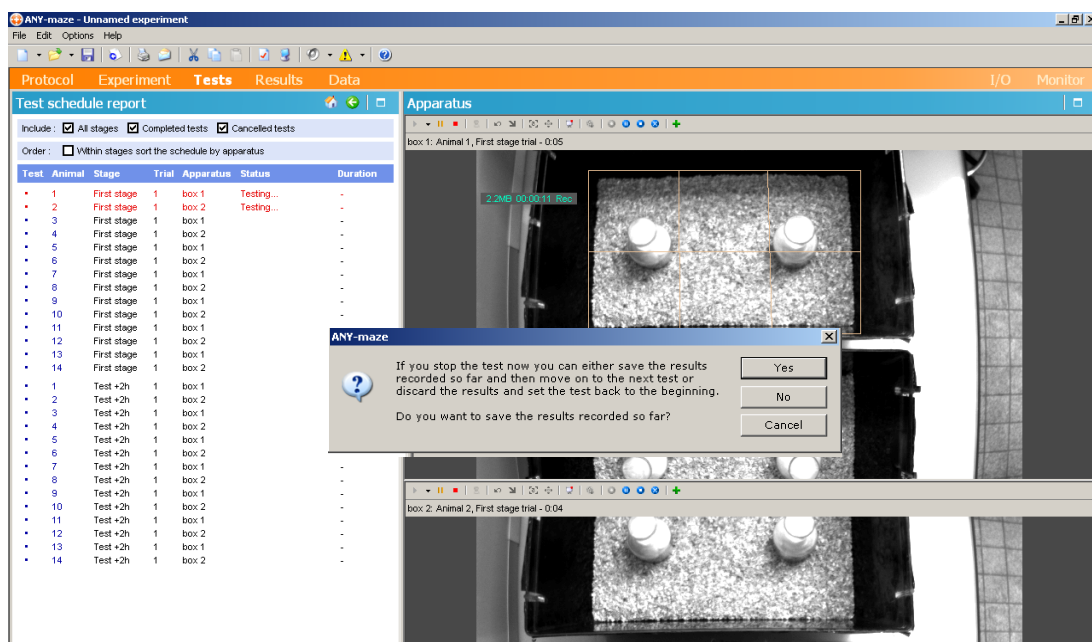 ANY-maze - Unnamed experiment
File Edit Options Help
Protocol Experiment Tests Results Data I/O Monitor
Test schedule report
Include : All stages Completed tests Cancelled tests
Order : Within stages sort the schedule by apparatus
Test Animal Stage Trial Apparatus Status Duration
1 First stage 1 box 1 Testing... -
2 First stage 1 box 2 Testing... -
3 First stage 1 box 1 -
4 First stage 1 box 2 -
5 First stage 1 box 1 -
6 First stage 1 box 2 -
7 First stage 1 box 1 -
8 First stage 1 box 2 -
9 First stage 1 box 1 -
10 First stage 1 box 2 -
11 First stage 1 box 1
12 First stage 1 box 2
13 First stage 1 box 1
14 First stage 1 box 2
1 Test +2h 1 box 1
2 Test +2h 1 box 2
3 Test +2h 1 box 1
4 Test +2h 1 box 2
5 Test +2h 1 box 1
6 Test +2h 1 box 2
7 Test +2h 1 box 1 -
8 Test +2h 1 box 2 -
9 Test +2h 1 box 1 -
10 Test +2h 1 box 2 -
11 Test +2h 1 box 1 -
12 Test +2h 1 box 2 -
13 Test +2h 1 box 1 -
14 Test +2h 1 box 2 -
Apparatus
box 1: Animal 1, First stage trial - 0:05
2.2MB 00:00:11 Rec
ANY-maze
If you stop the test now you can either save the results
recorded so far and then move on to the next test or
discard the results and set the test back to the beginning.
Do you want to save the results recorded so far?
Yes
No
Cancel
box 2: Animal 2, First stage trial - 0:04